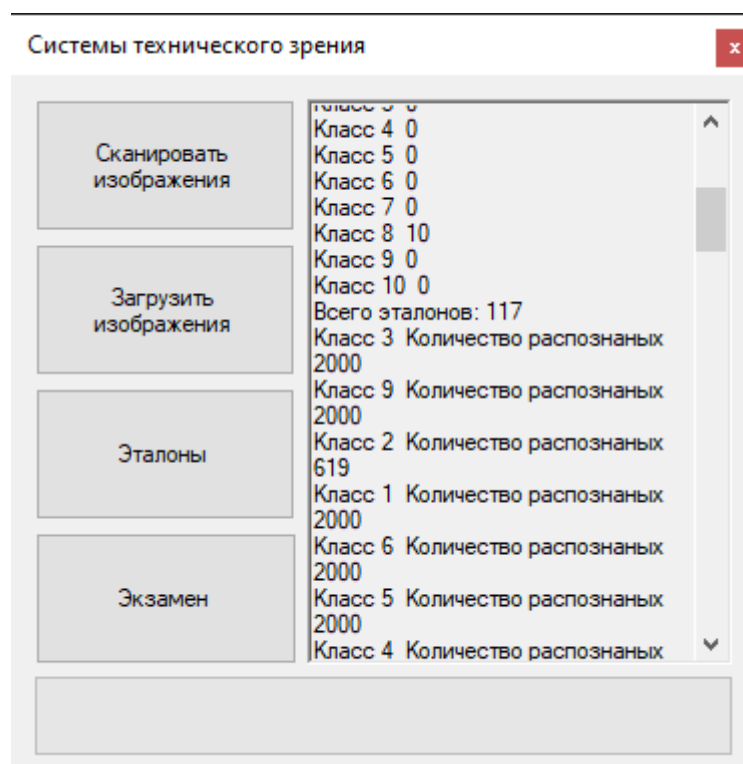 Системы технического зрения
x
Сканировать
изображения
Загрузить
изображения
Эталоны
Экзамен
Класс 3 0
Класс 4 0
Класс 5 0
Класс 6 0
Класс 7 0
Класс 8 10
Класс 9 0
Класс 10 0
Всего эталонов: 117
Класс 3 Количество распознаных
2000
Класс 9 Количество распознаных
2000
Класс 2 Количество распознаных
619
Класс 1 Количество распознаных
2000
Класс 6 Количество распознаных
2000
Класс 5 Количество распознаных
2000
Класс 4 Количество распознаных